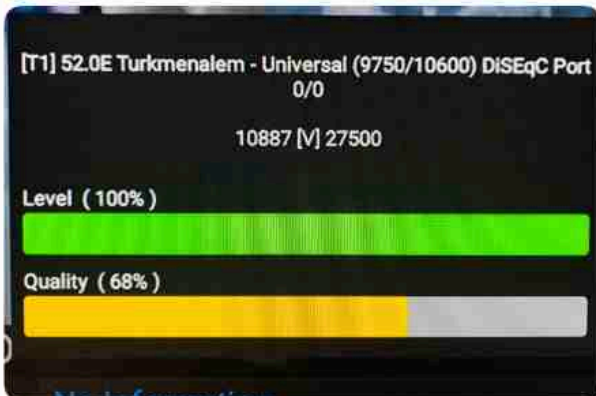 [T1] 52.0E Turkmenalem - Universal (9750/10600) DiSEqC Port
0/0
10887 [V] 27500
Level ( 100% )
Quality ( 68% )